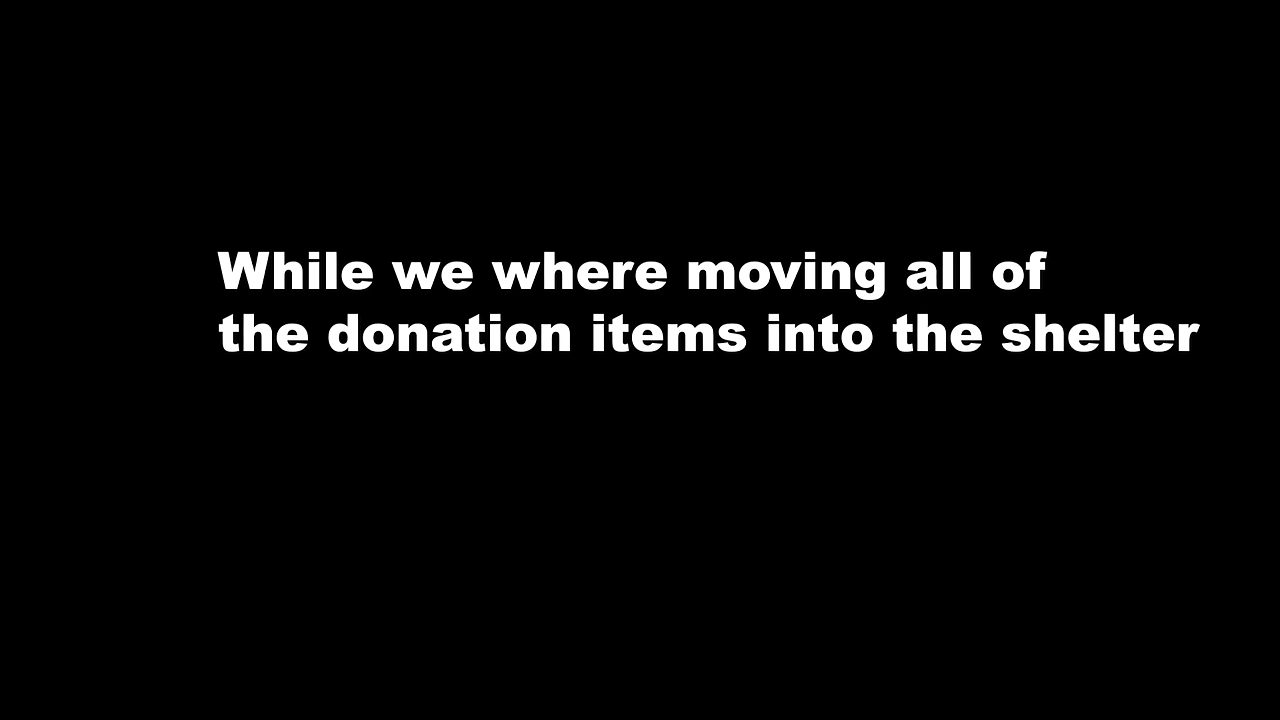 While we where moving all of
the donation items into the shelter